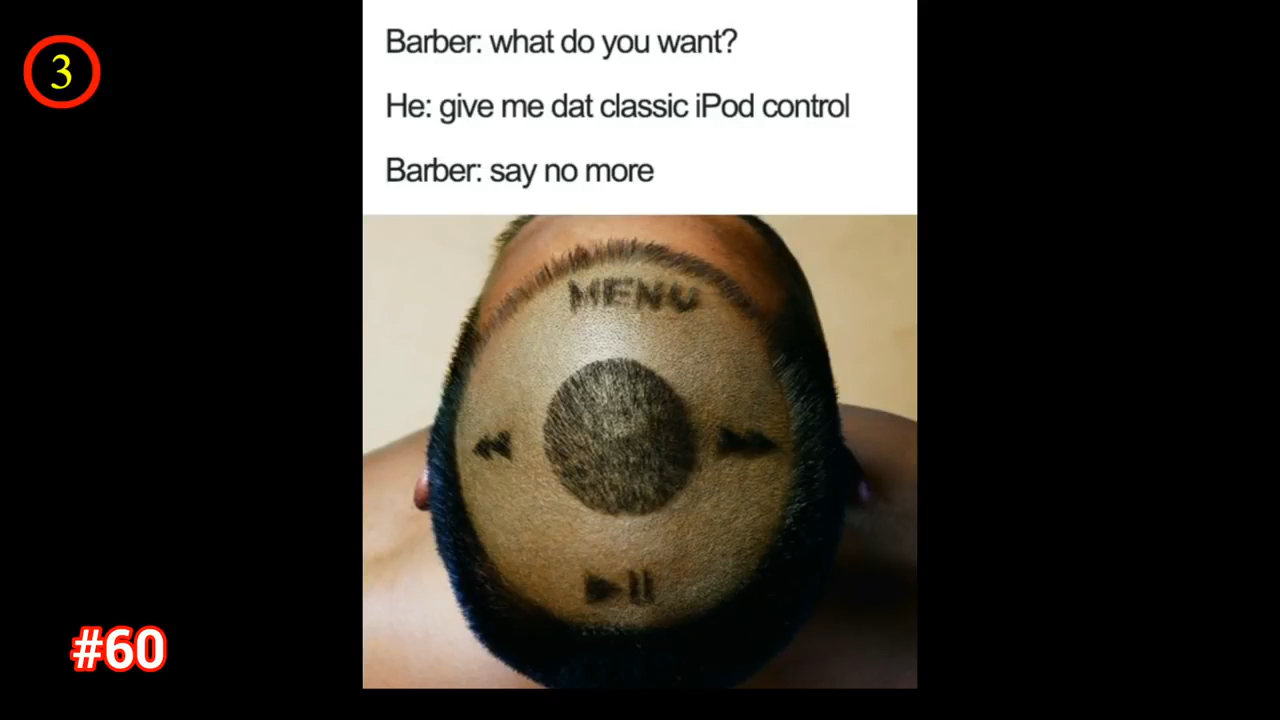 3
Barber: what do you want?
He: give me dat classic iPod control
Barber: say no more
MENU
#60